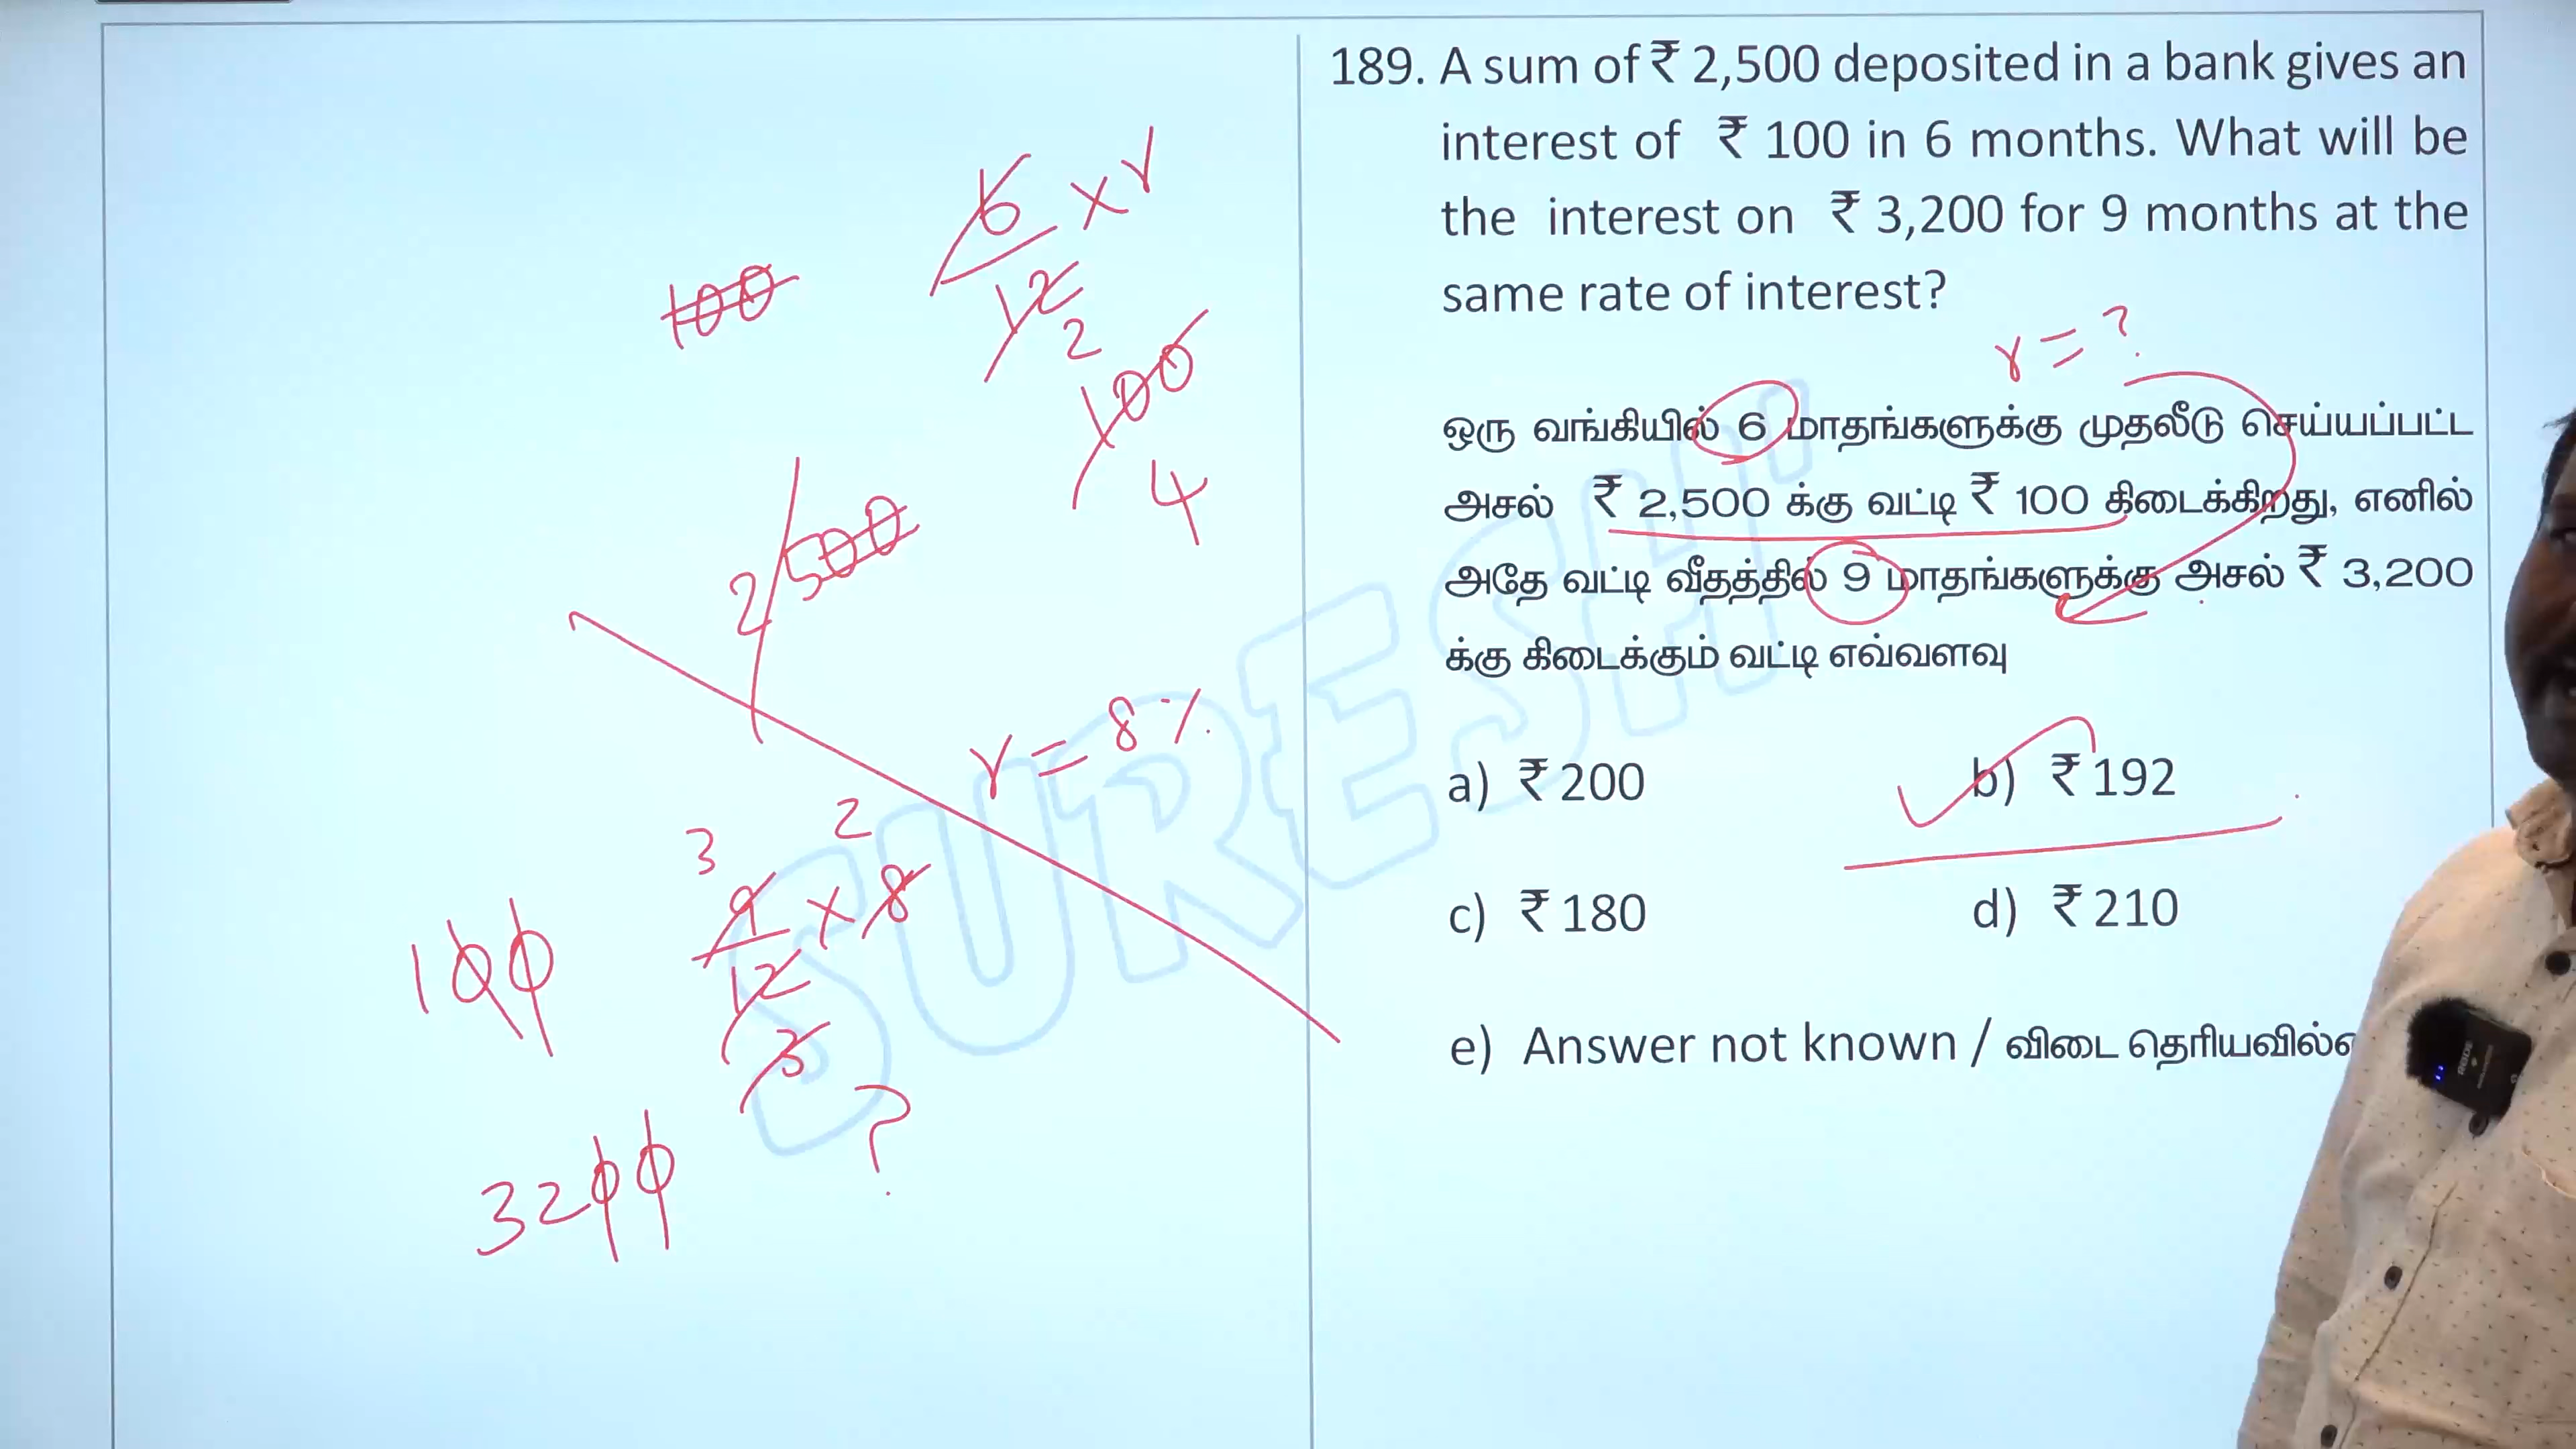 189. A sum of ₹ 2,500 deposited in a bank gives an
interest of ₹ 100 in 6 months. What will be
the interest on ₹ 3,200 for 9 months at the
same rate of interest?
r = ?
ஒரு வங்கியில் 6 மாதங்களுக்கு முதலீடு செய்யப்பட்ட
அசல் ₹ 2,500 க்கு வட்டி ₹ 100 கிடைக்கிறது, எனில்
அதே வட்டி வீதத்தில் 9 மாதங்களுக்கு அசல் ₹ 3,200
க்கு கிடைக்கும் வட்டி எவ்வளவு
a) ₹ 200
b) ₹ 192
c) ₹ 180
d) ₹ 210
e) Answer not known / விடை
100
6 × r
12
2
100
4
2500
r = 8%
3
2
9 × 8
12
3
100
3200
?
SURESH'
RODE